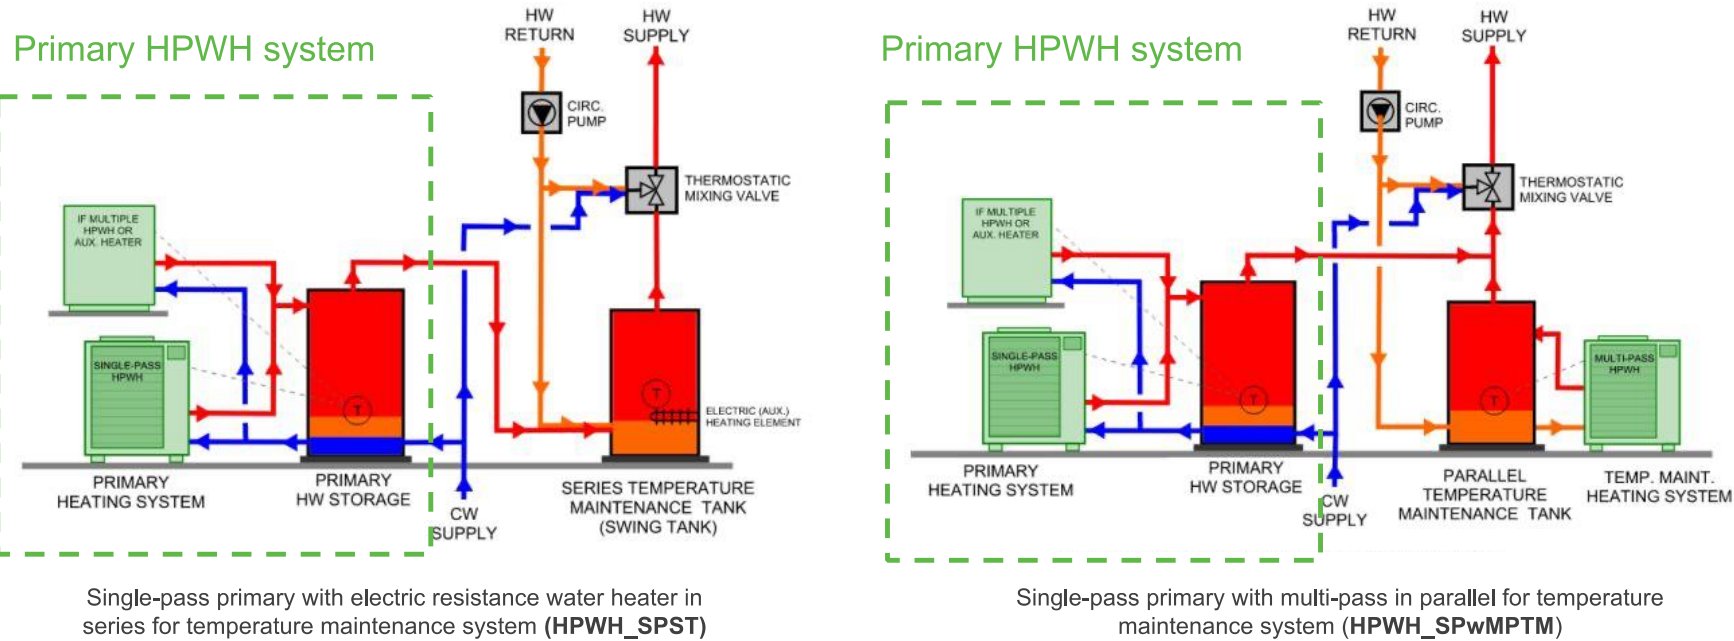 Primary HPWH system
HW
RETURN
HW
SUPPLY
CIRC.
PUMP
THERMOSTATIC
MIXING VALVE
IF MULTIPLE
HPWH OR
AUX. HEATER
SINGLE-PASS
HPWH
T
T
ELECTRIC (AUX.)
HEATING ELEMENT
PRIMARY
HEATING SYSTEM
PRIMARY
HW STORAGE
CW
SUPPLY
SERIES TEMPERATURE
MAINTENANCE TANK
(SWING TANK)
Single-pass primary with electric resistance water heater in
series for temperature maintenance system (HPWH_SPST)
Primary HPWH system
HW
RETURN
HW
SUPPLY
CIRC.
PUMP
THERMOSTATIC
MIXING VALVE
IF MULTIPLE
HPWH OR
AUX. HEATER
SINGLE-PASS
HPWH
T
T
MULTI-PASS
HPWH
PRIMARY
HEATING SYSTEM
PRIMARY
HW STORAGE
CW
SUPPLY
PARALLEL
TEMPERATURE
MAINTENANCE TANK
TEMP. MAINT.
HEATING SYSTEM
Single-pass primary with multi-pass in parallel for temperature
maintenance system (HPWH_SPwMPTM)